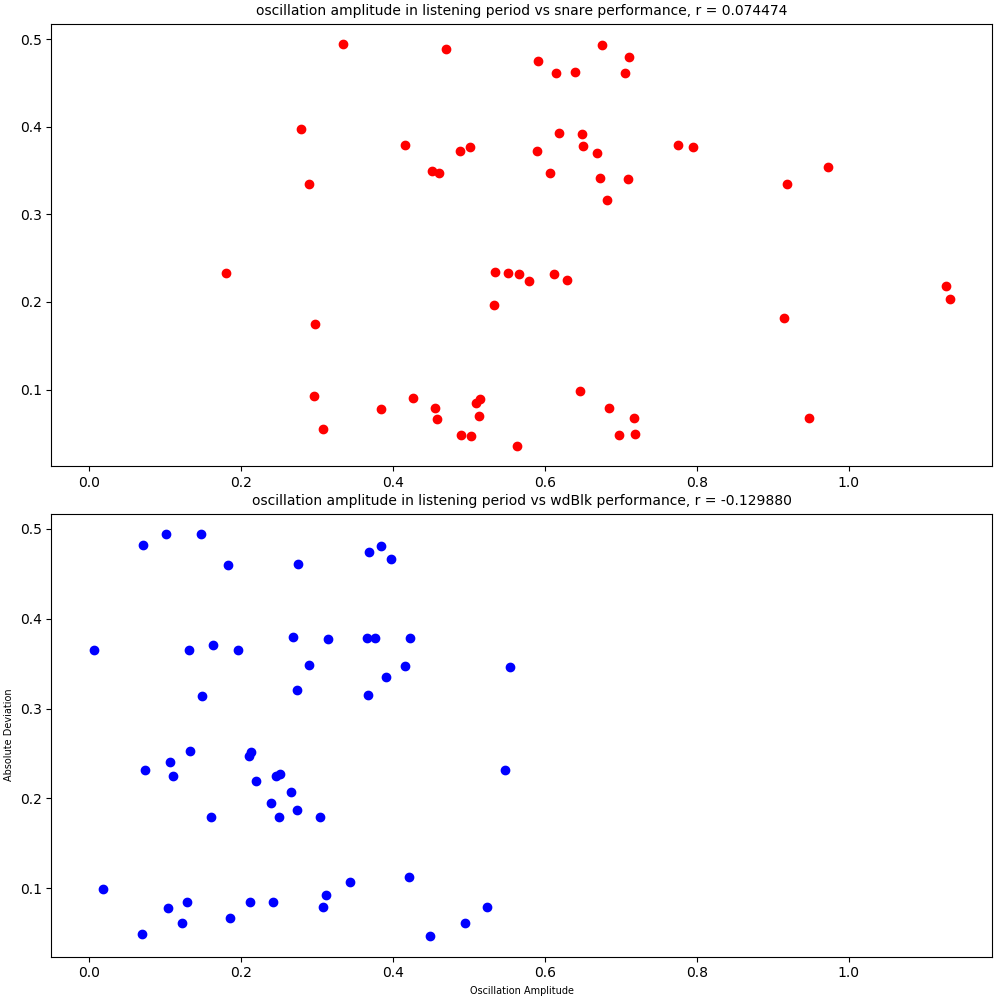 oscillation amplitude in listening period vs snare performance, r = 0.074474
0.5
0.4
0.3
0.2
0.1
0.0 0.2 0.4 0.6 0.8 1.0
oscillation amplitude in listening period vs wdBlk performance, r = -0.129880
0.5
0.4
0.3
0.2
0.1
Absolute Deviation
0.0 0.2 0.4 0.6 0.8 1.0
Oscillation Amplitude